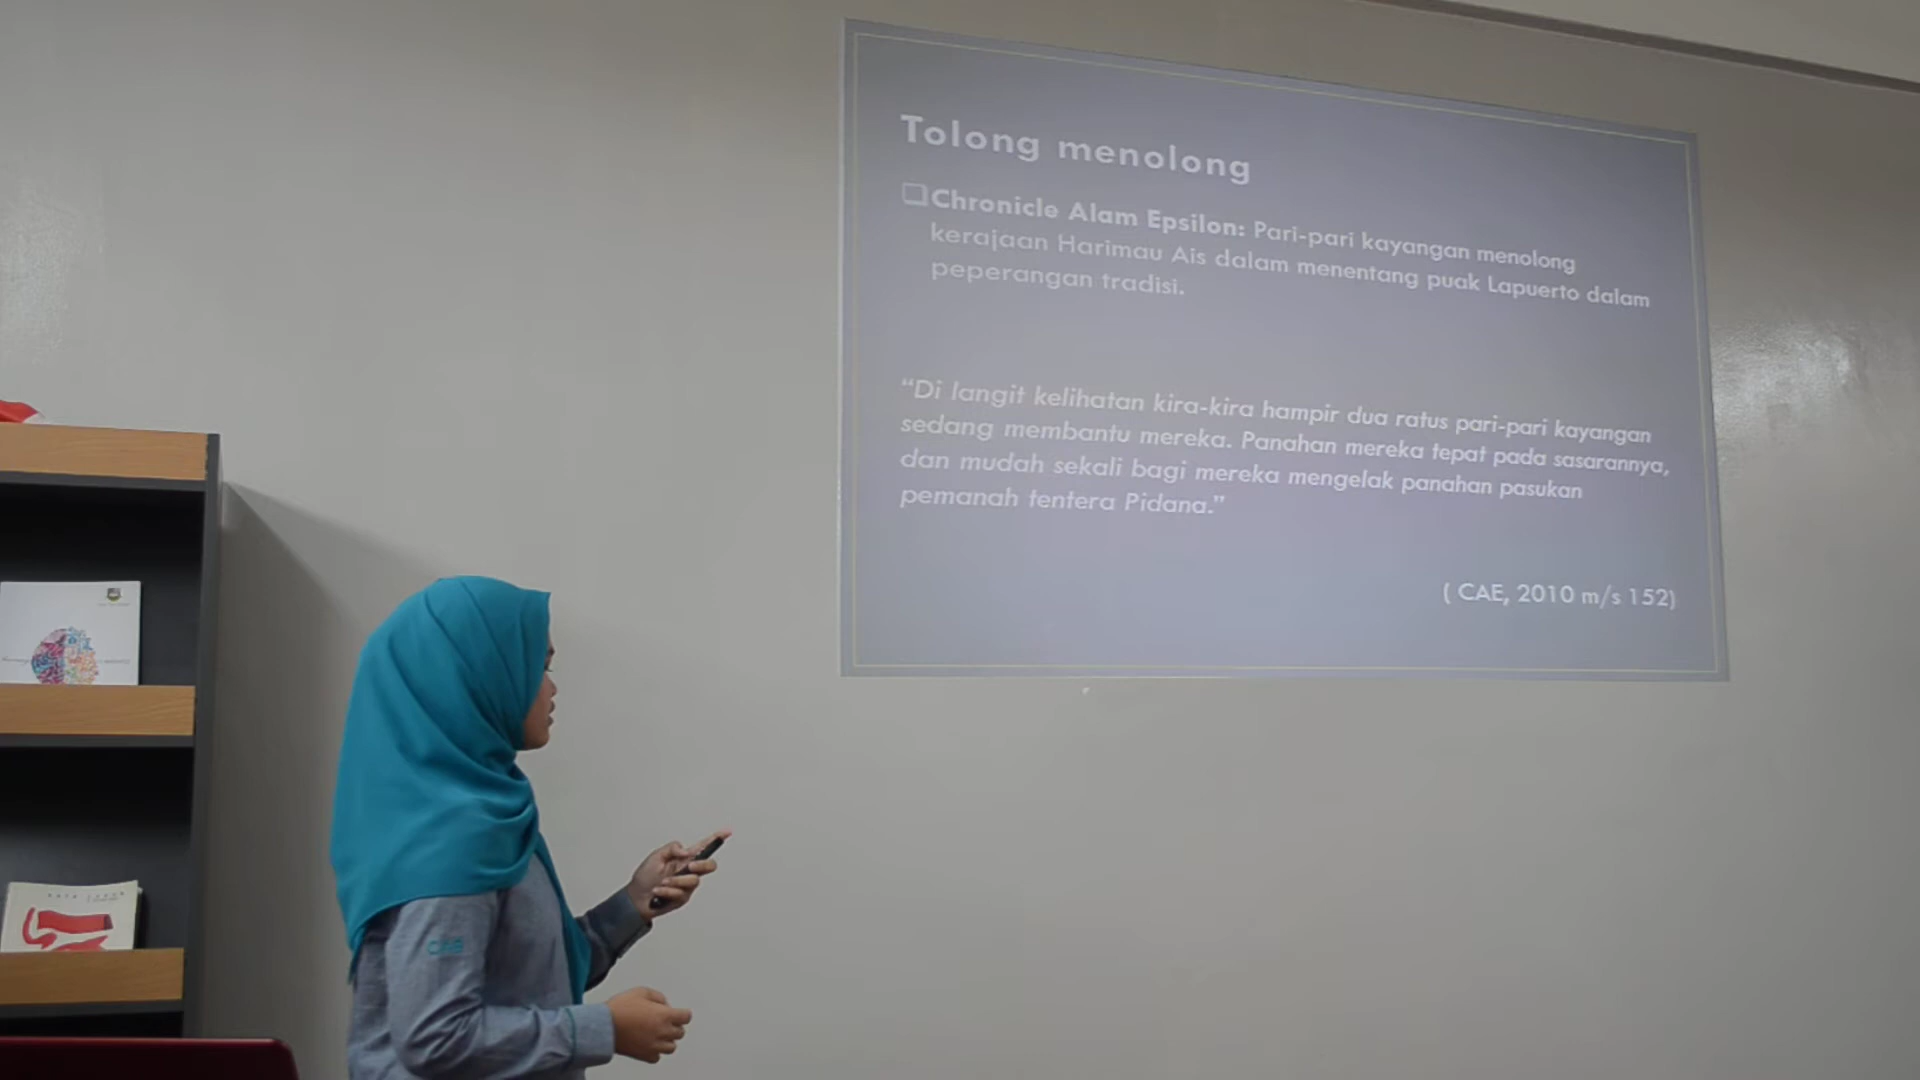 Tolong menolong
❑Chronicle Alam Epsilon: Pari-pari kayangan menolong
kerajaan Harimau Ais dalam menentang puak Lapuerto dalam
peperangan tradisi.
“Di langit kelihatan kira-kira hampir dua ratus pari-pari kayangan
sedang membantu mereka. Panahan mereka tepat pada sasarannya,
dan mudah sekali bagi mereka mengelak panahan pasukan
pemanah tentera Pidana.”
( CAE, 2010 m/s 152)